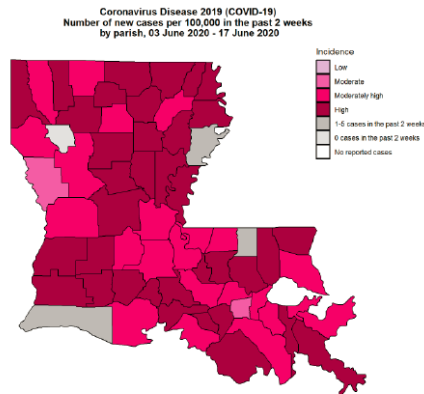 Coronavirus Disease 2019 (COVID-19)
Number of new cases per 100,000 in the past 2 weeks
by parish, 03 June 2020 - 17 June 2020
Incidence
Low
Moderate
Moderately high
High
1-5 cases in the past 2 weeks
0 cases in the past 2 weeks
No reported cases